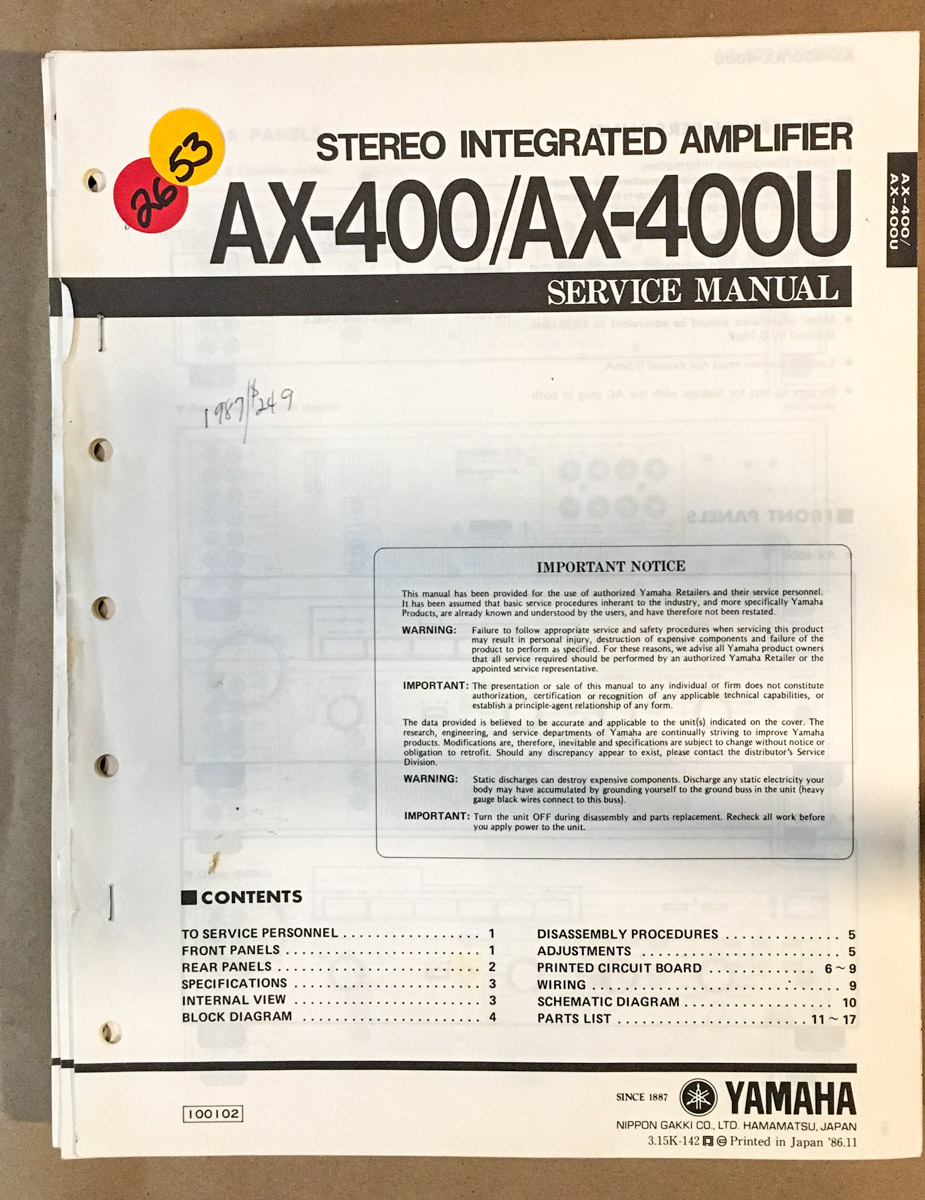 53
26
STEREO INTEGRATED AMPLIFIER
AX-400/AX-400U
SERVICE MANUAL
AX-400/
AX-400U
1987/$249
IMPORTANT NOTICE
This manual has been provided for the use of authorized Yamaha Retailers and their service personnel.
It has been assumed that basic service procedures inherant to the industry, and more specifically Yamaha
Products, are already known and understood by the users, and have therefore not been restated.
WARNING: Failure to follow appropriate service and safety procedures when servicing this product
may result in personal injury, destruction of expensive components and failure of the
product to perform as specified. For these reasons, we advise all Yamaha product owners
that all service required should be performed by an authorized Yamaha Retailer or the
appointed service representative.
IMPORTANT: The presentation or sale of this manual to any individual or firm does not constitute
authorization, certification or recognition of any applicable technical capabilities, or
establish a principle-agent relationship of any form.
The data provided is believed to be accurate and applicable to the unit(s) indicated on the cover. The
research, engineering, and service departments of Yamaha are continually striving to improve Yamaha
products. Modifications are, therefore, inevitable and specifications are subject to change without notice or
obligation to retrofit. Should any discrepancy appear to exist, please contact the distributor's Service
Division.
WARNING: Static discharges can destroy expensive components. Discharge any static electricity your
body may have accumulated by grounding yourself to the ground buss in the unit (heavy
gauge black wires connect to this buss).
IMPORTANT: Turn the unit OFF during disassembly and parts replacement. Recheck all work before
you apply power to the unit.
■ CONTENTS
TO SERVICE PERSONNEL . . . . . . . . . . . . . . . . . 1
FRONT PANELS . . . . . . . . . . . . . . . . . . . . . . . . 1
REAR PANELS . . . . . . . . . . . . . . . . . . . . . . . . . 2
SPECIFICATIONS . . . . . . . . . . . . . . . . . . . . . . . 3
INTERNAL VIEW . . . . . . . . . . . . . . . . . . . . . . . 3
BLOCK DIAGRAM . . . . . . . . . . . . . . . . . . . . . . 4
DISASSEMBLY PROCEDURES . . . . . . . . . . . . . . 5
ADJUSTMENTS . . . . . . . . . . . . . . . . . . . . . . . . 5
PRINTED CIRCUIT BOARD . . . . . . . . . . . . . 6~9
WIRING . . . . . . . . . . . . . . . . . . . . . . . . . . . . . . 9
SCHEMATIC DIAGRAM . . . . . . . . . . . . . . . . . . 10
PARTS LIST . . . . . . . . . . . . . . . . . . . . . . . 11~17
SINCE 1887 YAMAHA
NIPPON GAKKI CO., LTD. HAMAMATSU, JAPAN
3.15K-142 Printed in Japan '86.11
100102